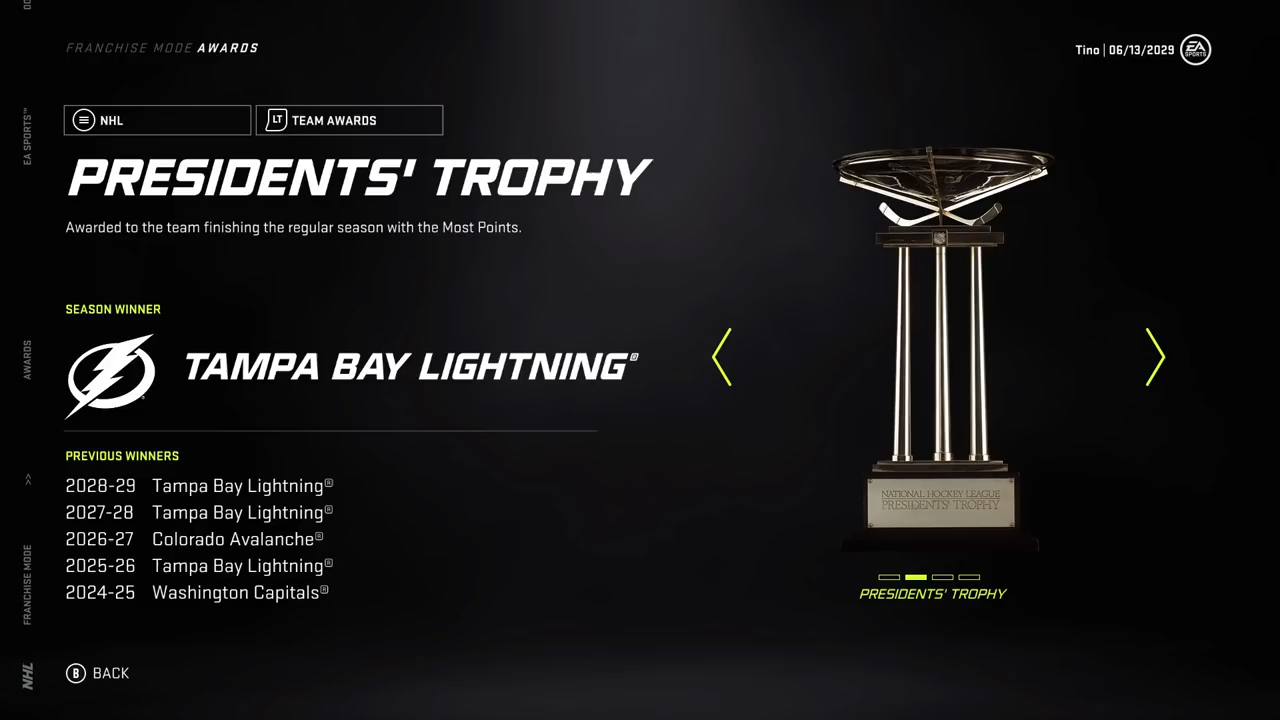 FRANCHISE MODE AWARDS
Tino | 06/13/2029
EA SPORTS
NHL
LT TEAM AWARDS
PRESIDENTS' TROPHY
Awarded to the team finishing the regular season with the Most Points.
SEASON WINNER
TAMPA BAY LIGHTNING®
PREVIOUS WINNERS
2028-29 Tampa Bay Lightning®
2027-28 Tampa Bay Lightning®
2026-27 Colorado Avalanche®
2025-26 Tampa Bay Lightning®
2024-25 Washington Capitals®
NATIONAL HOCKEY LEAGUE
PRESIDENTS' TROPHY
PRESIDENTS' TROPHY
B BACK
NHL FRANCHISE MODE >> AWARDS EA SPORTS™